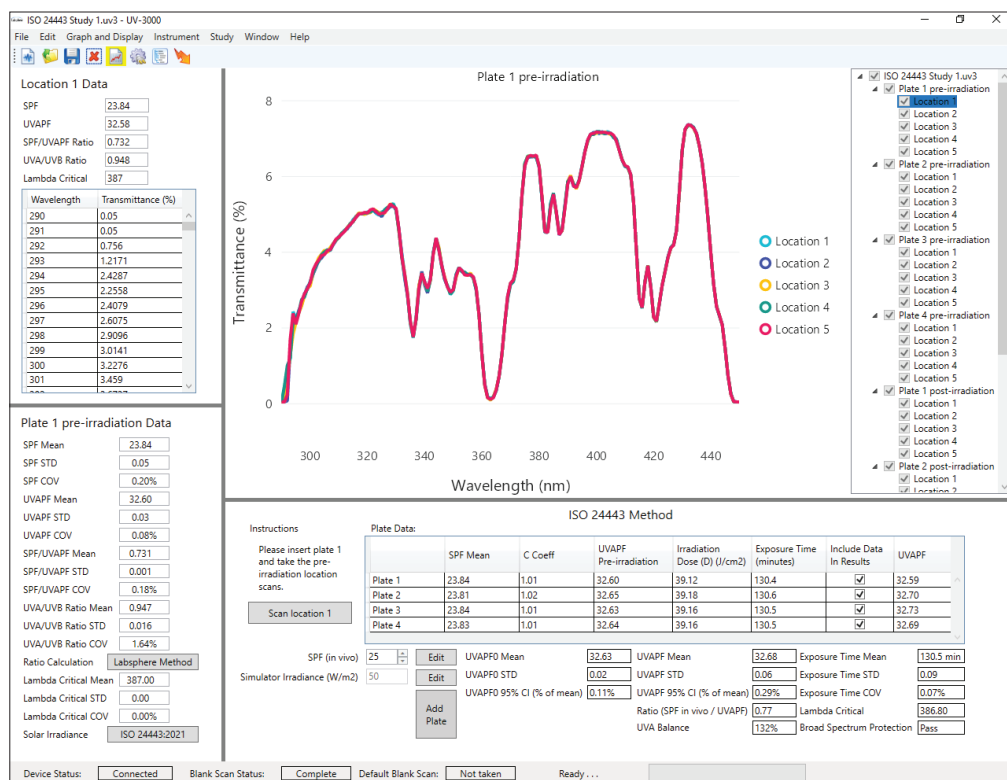 ISO 24443 Study 1.uv3 - UV-3000
File Edit Graph and Display Instrument Study Window Help
Location 1 Data
SPF 23.84
UVAPF 32.58
SPF/UVAPF Ratio 0.732
UVA/UVB Ratio 0.948
Lambda Critical 387
Wavelength Transmittance (%)
290 0.05
291 0.05
292 0.756
293 1.2171
294 2.4287
295 2.2558
296 2.4079
297 2.6075
298 2.9096
299 3.0141
300 3.2276
301 3.459
Plate 1 pre-irradiation Data
SPF Mean 23.84
SPF STD 0.05
SPF COV 0.20%
UVAPF Mean 32.60
UVAPF STD 0.03
UVAPF COV 0.08%
SPF/UVAPF Mean 0.731
SPF/UVAPF STD 0.001
SPF/UVAPF COV 0.18%
UVA/UVB Ratio Mean 0.947
UVA/UVB Ratio STD 0.016
UVA/UVB Ratio COV 1.64%
Ratio Calculation Labsphere Method
Lambda Critical Mean 387.00
Lambda Critical STD 0.00
Lambda Critical COV 0.00%
Solar Irradiance ISO 24443:2021
Plate 1 pre-irradiation
Transmittance (%)
8
6
4
2
0
300 320 340 360 380 400 420 440
Wavelength (nm)
Location 1
Location 2
Location 3
Location 4
Location 5
ISO 24443 Study 1.uv3
Plate 1 pre-irradiation
Location 1
Location 2
Location 3
Location 4
Location 5
Plate 2 pre-irradiation
Location 1
Location 2
Location 3
Location 4
Location 5
Plate 3 pre-irradiation
Location 1
Location 2
Location 3
Location 4
Location 5
Plate 4 pre-irradiation
Location 1
Location 2
Location 3
Location 4
Location 5
Plate 1 post-irradiation
Location 1
Location 2
Location 3
Location 4
Location 5
Plate 2 post-irradiation
Location 1
Location 2
ISO 24443 Method
Instructions
Please insert plate 1
and take the pre-
irradiation location
scans.
Scan location 1
Plate Data:
SPF Mean C Coeff UVAPF Pre-irradiation Irradiation Dose (D) (J/cm2) Exposure Time (minutes) Include Data In Results UVAPF
Plate 1 23.84 1.01 32.60 39.12 130.4 32.59
Plate 2 23.81 1.02 32.65 39.18 130.6 32.70
Plate 3 23.84 1.01 32.63 39.16 130.5 32.73
Plate 4 23.83 1.01 32.64 39.16 130.5 32.69
SPF (in vivo) 25 Edit UVAPF0 Mean 32.63 UVAPF Mean 32.68 Exposure Time Mean 130.5 min
Simulator Irradiance (W/m2) 50 Edit UVAPF0 STD 0.02 UVAPF STD 0.06 Exposure Time STD 0.09
Add Plate UVAPF0 95% CI (% of mean) 0.11% UVAPF 95% CI (% of mean) 0.29% Exposure Time COV 0.07%
Ratio (SPF in vivo / UVAPF) 0.77 Lambda Critical 386.80
UVA Balance 132% Broad Spectrum Protection Pass
Device Status: Connected Blank Scan Status: Complete Default Blank Scan: Not taken Ready . . .